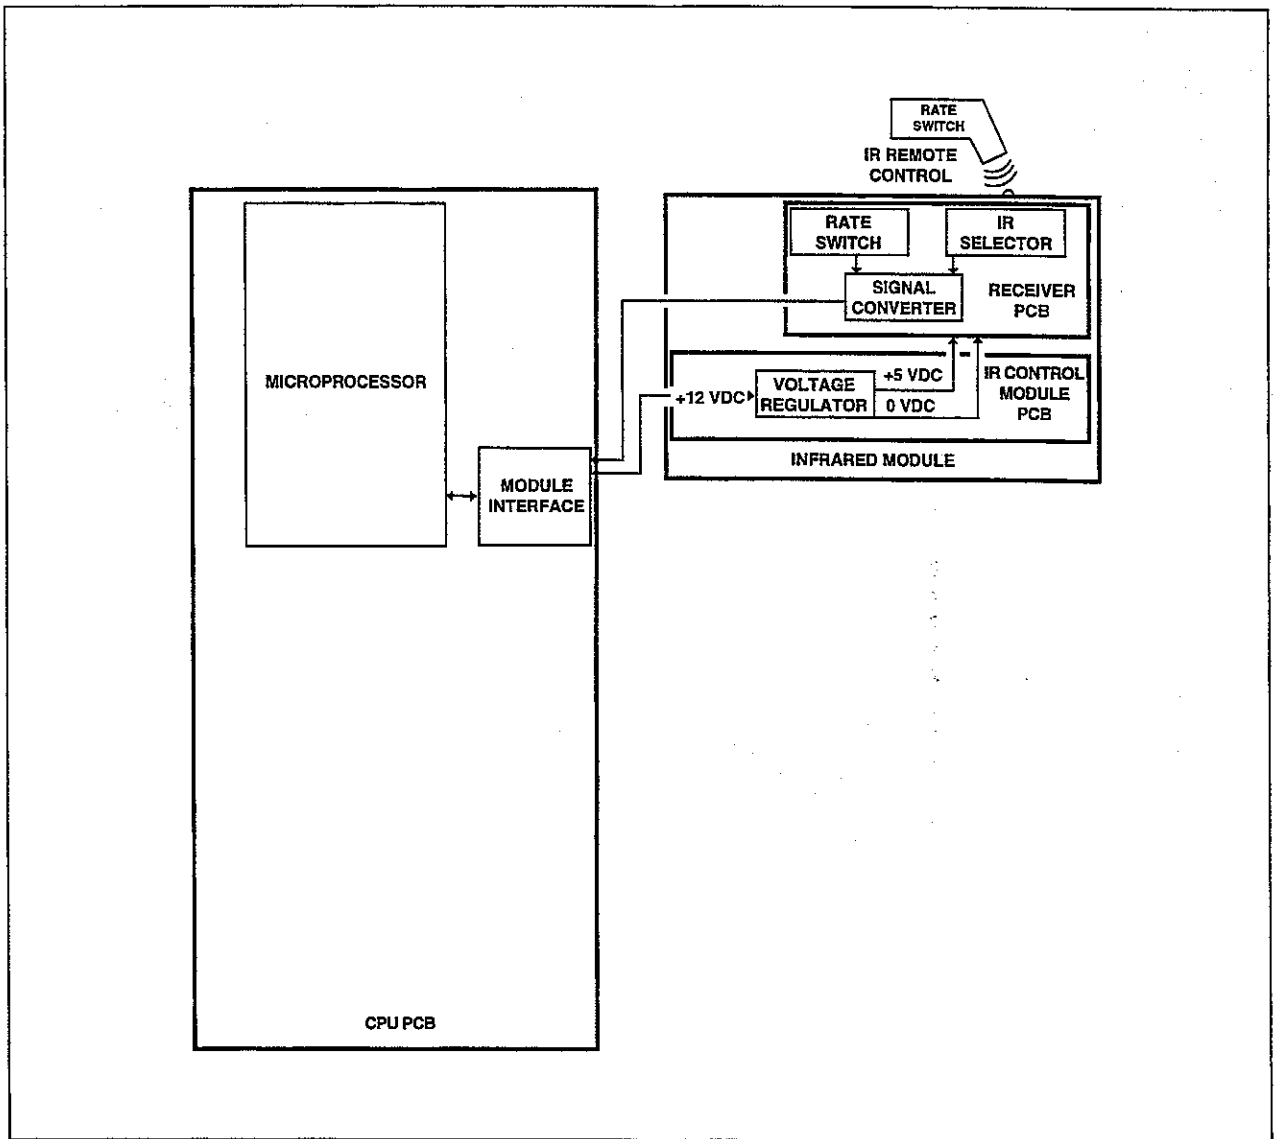 RATE
SWITCH
IR REMOTE
CONTROL
RATE
SWITCH
IR
SELECTOR
SIGNAL
CONVERTER
RECEIVER
PCB
MICROPROCESSOR
+12 VDC
VOLTAGE
REGULATOR
+5 VDC
0 VDC
IR CONTROL
MODULE
PCB
INFRARED MODULE
MODULE
INTERFACE
CPU PCB